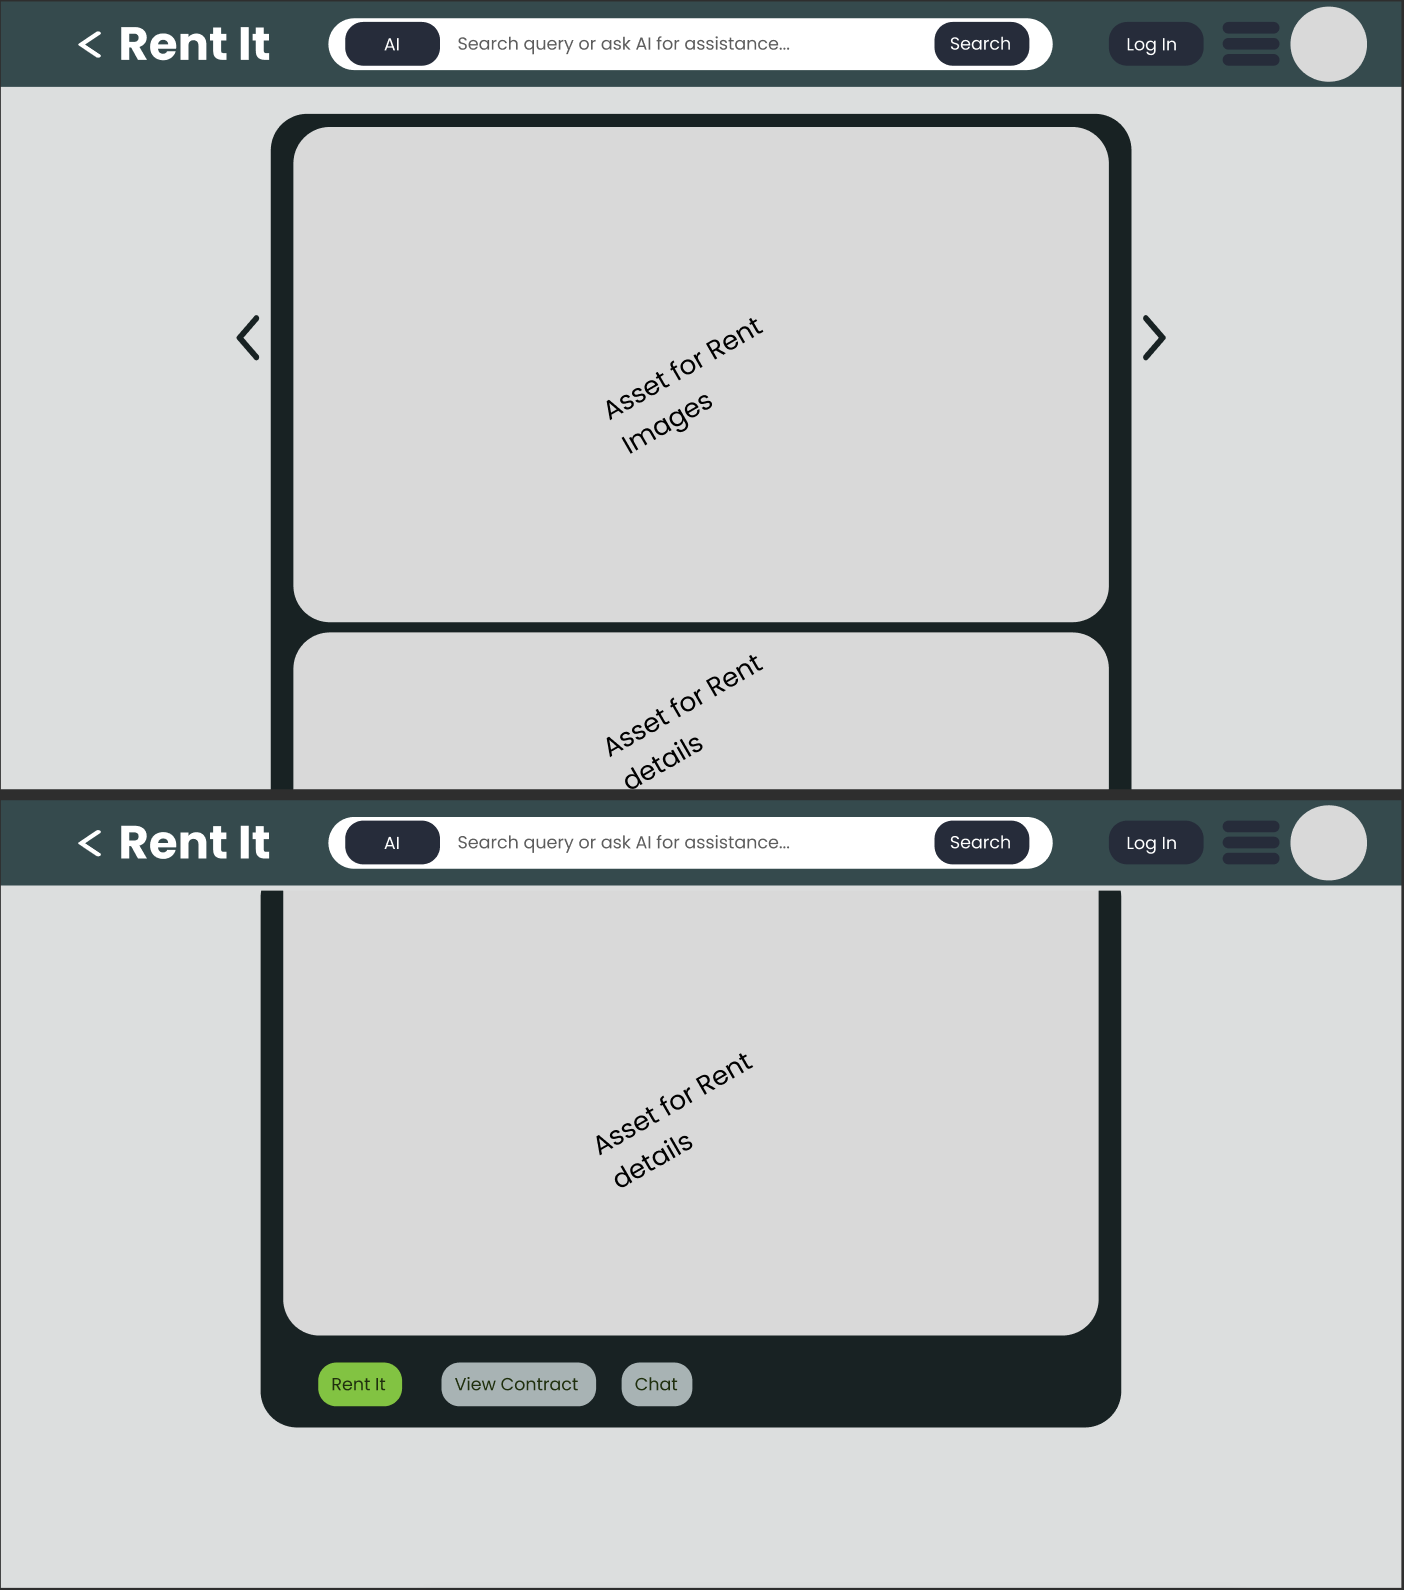 < Rent It
AI
Search query or ask AI for assistance...
Search
Log In
Asset for Rent
Images
Asset for Rent
details
< Rent It
AI
Search query or ask AI for assistance...
Search
Log In
Asset for Rent
details
Rent It
View Contract
Chat